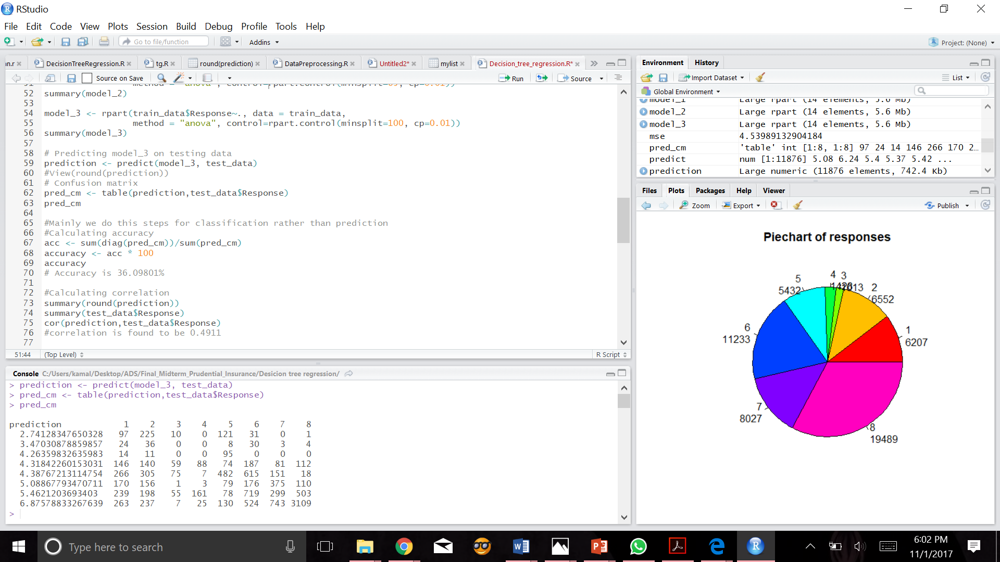 RStudio
File Edit Code View Plots Session Build Debug Profile Tools Help
Go to file/function Addins Project: (None)
an.r DecisionTreeRegression.R tg.R round(prediction) DataPreprocessing.R Untitled2* mylist Decision_tree_regression.R*
Source on Save Run Source
52 summary(model_2)
53
54 model_3 <- rpart(train_data$Response~., data = train_data,
55 method = "anova", control=rpart.control(minsplit=100, cp=0.01))
56 summary(model_3)
57
58 # Predicting model_3 on testing data
59 prediction <- predict(model_3, test_data)
60 #View(round(prediction))
61 # Confusion matrix
62 pred_cm <- table(prediction,test_data$Response)
63 pred_cm
64
65 #Mainly we do this steps for classification rather than prediction
66 #Calculating accuracy
67 acc <- sum(diag(pred_cm))/sum(pred_cm)
68 accuracy <- acc * 100
69 accuracy
70 # Accuracy is 36.09801%
71
72 #Calculating correlation
73 summary(round(prediction))
74 summary(test_data$Response)
75 cor(prediction,test_data$Response)
76 #correlation is found to be 0.4911
77
51:44 (Top Level) R Script
Console C:/Users/kamal/Desktop/ADS/Final_Midterm_Prudential_Insurance/Desicion tree regression/
> prediction <- predict(model_3, test_data)
> pred_cm <- table(prediction,test_data$Response)
> pred_cm
prediction 1 2 3 4 5 6 7 8
2.74128347650328 97 225 10 0 121 31 0 1
3.47030878859857 24 36 0 0 8 30 3 4
4.26359832635983 14 11 0 0 95 0 0 0
4.31842260153031 146 140 59 88 74 187 81 112
4.38767213114754 266 305 75 7 482 615 151 18
5.08867793470711 170 156 1 3 79 176 375 110
5.4621203693403 239 198 55 161 78 719 299 503
6.87578833267639 263 237 7 25 130 524 743 3109
>
Environment History
Import Dataset List
Global Environment
model_1 Large rpart (14 elements, 5.6 Mb)
model_2 Large rpart (14 elements, 5.6 Mb)
model_3 Large rpart (14 elements, 5.6 Mb)
mse 4.53989132904184
pred_cm 'table' int [1:8, 1:8] 97 24 14 146 266 170 2…
predict num [1:11876] 5.08 6.24 5.4 5.37 5.42 ...
prediction Large numeric (11876 elements, 742.4 Kb)
Files Plots Packages Help Viewer
Zoom Export Publish
Piechart of responses
5
5432
4
3
2
6552
1
6207
6
11233
7
8027
8
19489
Type here to search
6:02 PM
11/1/2017